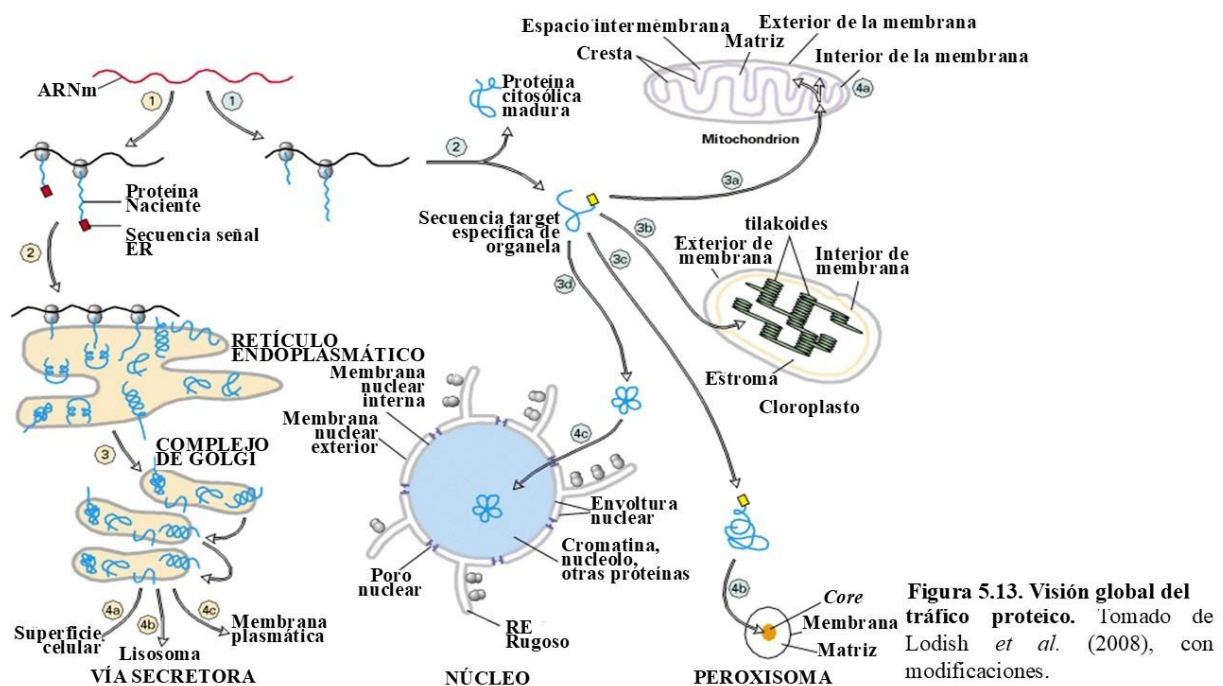 Espacio intermembrana
Exterior de la membrana
Cresta
Matriz
Interior de la membrana
ARNm
1
1
Proteína
citosólica
madura
4a
Mitochondrion
2
3a
Proteína
Naciente
Secuencia señal
ER
Secuencia target
específica de
organela
2
3b
3c
3d
tilakoides
Exterior de
membrana
Interior de
membrana
Estroma
Cloroplasto
RETÍCULO
ENDOPLASMÁTICO
Membrana
nuclear
interna
Membrana
nuclear
exterior
4c
3
COMPLEJO
DE GOLGI
Envoltura
nuclear
Cromatina,
nucleolo,
otras proteínas
Poro
nuclear
RE
Rugoso
4a
4b
4c
Superficie
celular
Lisosoma
Membrana
plasmática
VÍA SECRETORA
NÚCLEO
4b
Core
Membrana
Matriz
PEROXISOMA
Figura 5.13. Visión global del
tráfico proteico. Tomado de
Lodish et al. (2008), con
modificaciones.